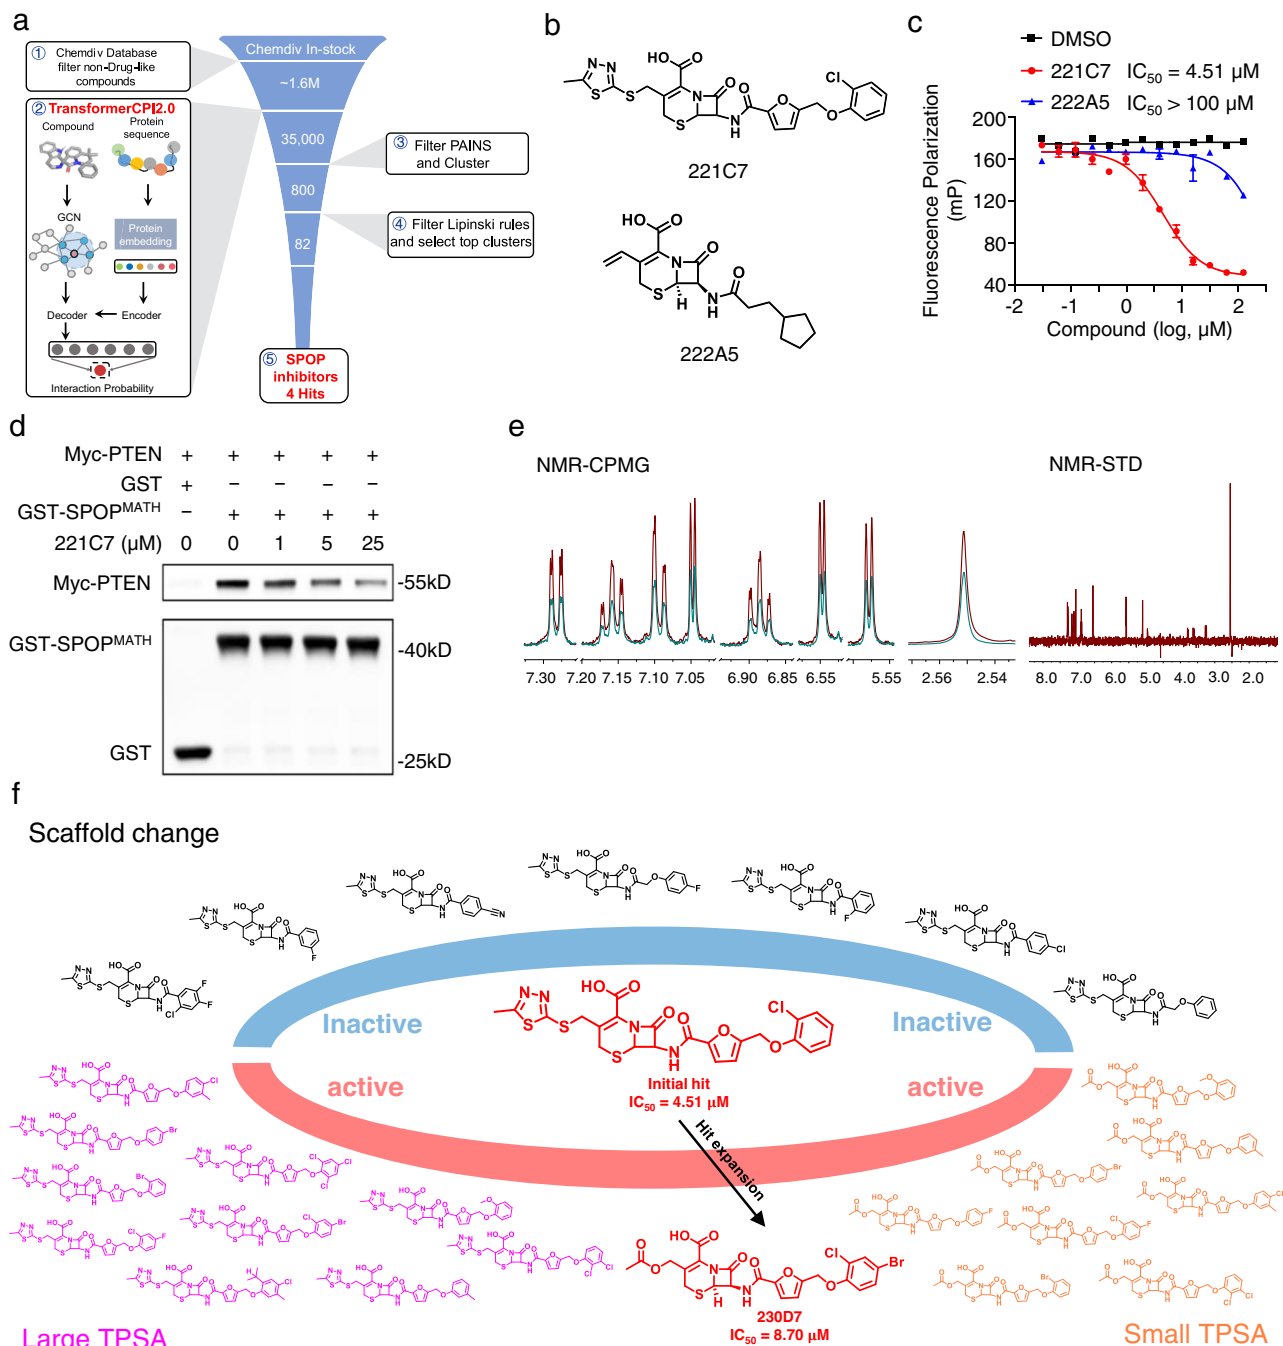 a
① Chemdiv Database
filter non-Drug-like
compounds
② TransformerCPI2.0
Compound
Protein
sequence
GCN
Protein
embedding
Decoder
Encoder
Interaction Probability
Chemdiv In-stock
~1.6M
35,000
800
82
③ Filter PAINS
and Cluster
④ Filter Lipinski rules
and select top clusters
⑤ SPOP
inhibitors
4 Hits
b
221C7
222A5
c
DMSO
221C7 IC50 = 4.51 μM
222A5 IC50 > 100 μM
Fluorescence Polarization
(mP)
200
160
120
80
40
-2 -1 0 1 2
Compound (log, μM)
d
Myc-PTEN + + + + +
GST + − − − −
GST-SPOPMATH − + + + +
221C7 (μM) 0 0 1 5 25
Myc-PTEN -55kD
GST-SPOPMATH -40kD
GST -25kD
e
NMR-CPMG
NMR-STD
7.30 7.20 7.15 7.10 7.05 6.90 6.85 6.55 5.55 2.56 2.54
8.0 7.0 6.0 5.0 4.0 3.0 2.0
f
Scaffold change
Inactive
Inactive
active
active
Initial hit
IC50 = 4.51 μM
Hit expansion
230D7
IC50 = 8.70 μM
Large TPSA
Small TPSA